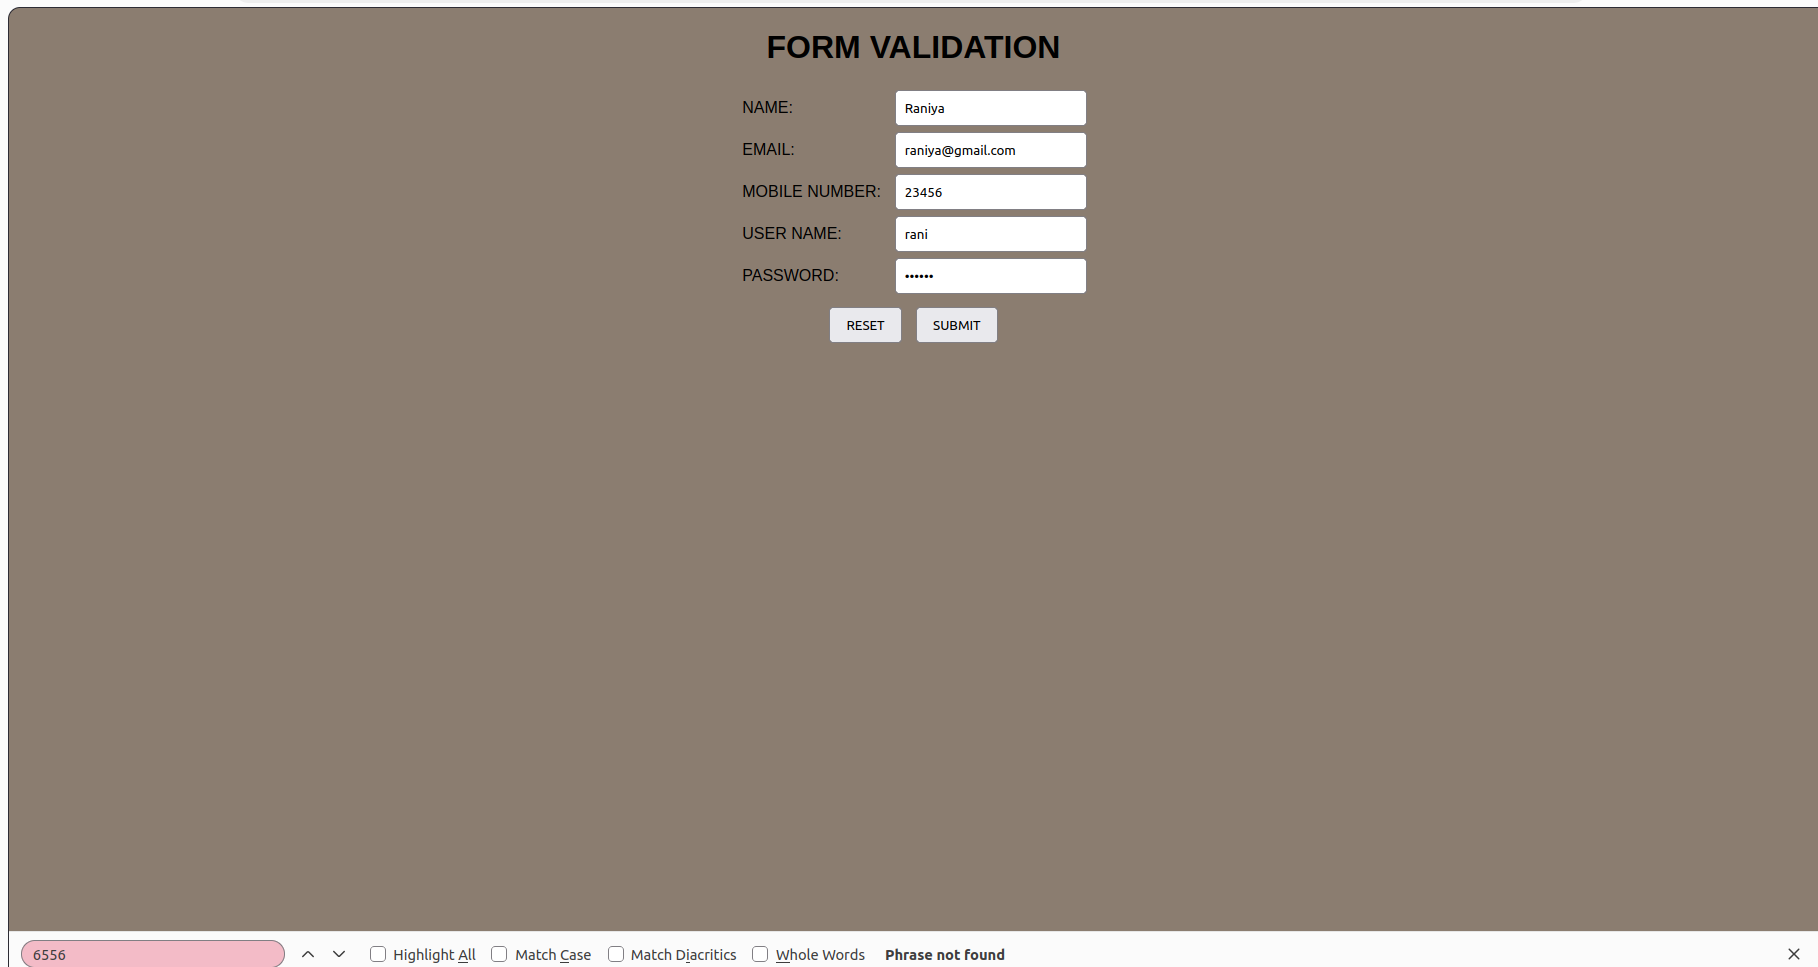 FORM VALIDATION
NAME: Raniya
EMAIL: raniya@gmail.com
MOBILE NUMBER: 23456
USER NAME: rani
PASSWORD: ••••••
RESET SUBMIT
6556 Highlight All Match Case Match Diacritics Whole Words Phrase not found